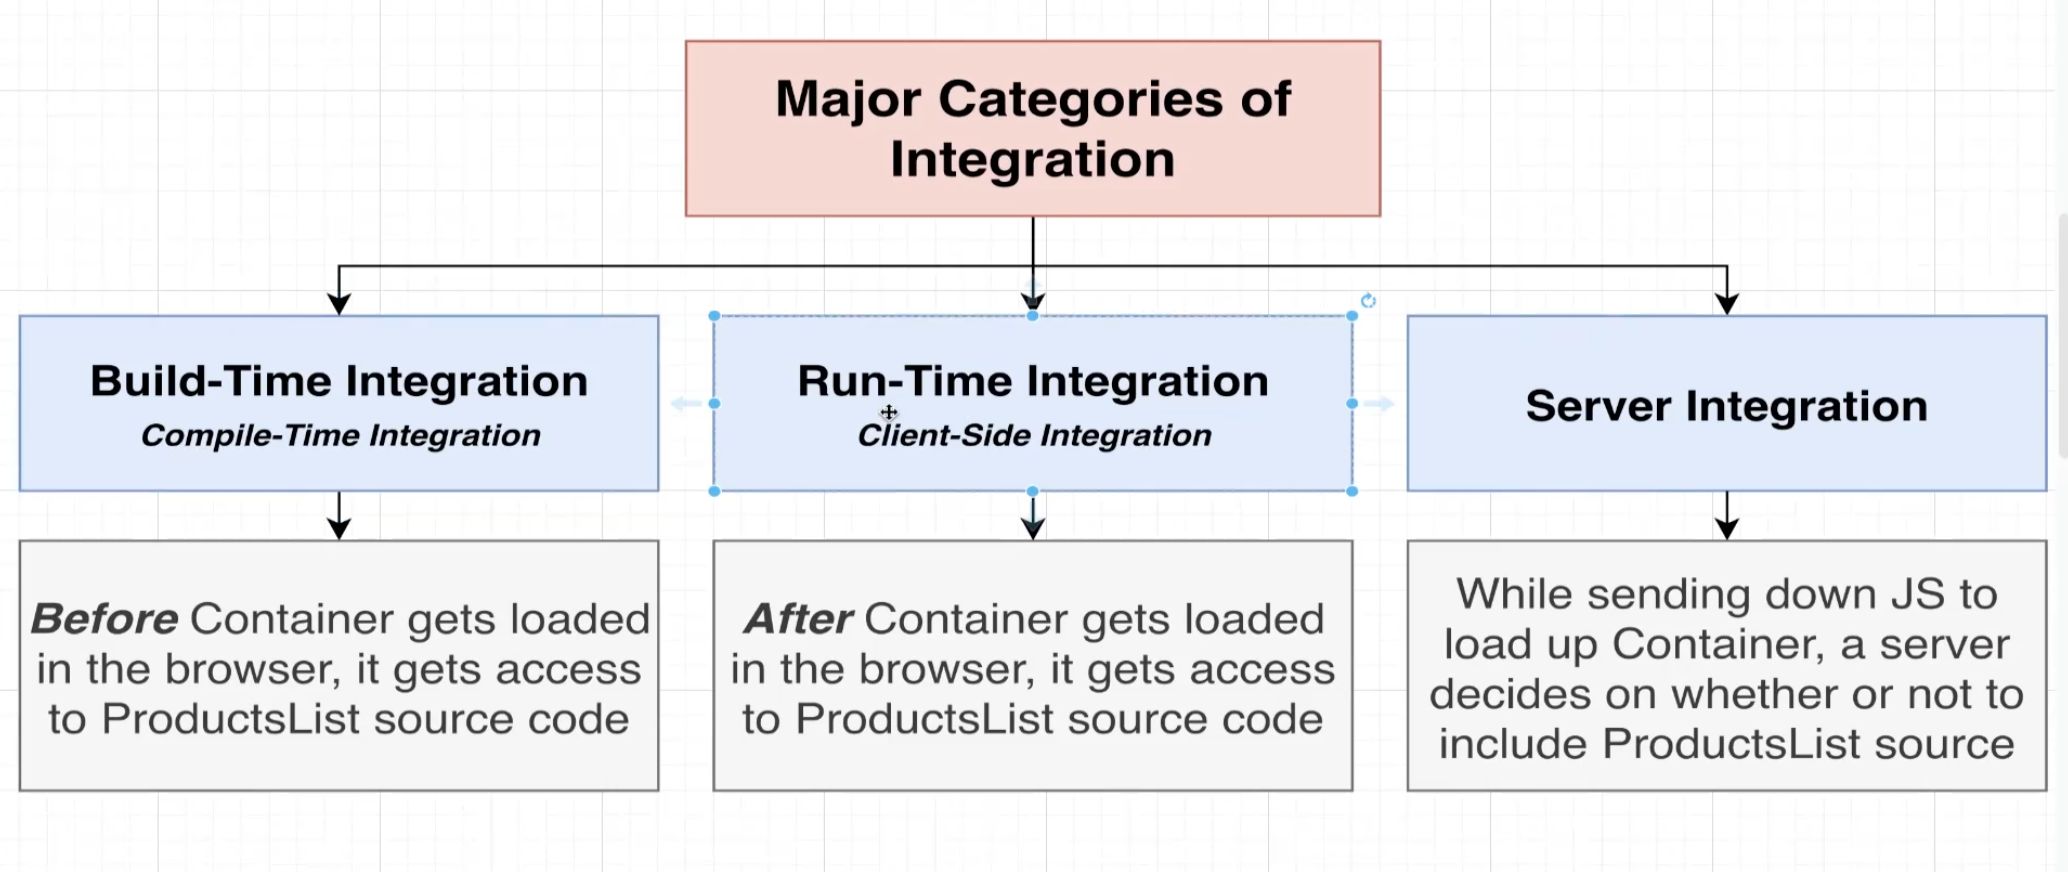 Major Categories of
Integration
Build-Time Integration
Compile-Time Integration
Run-Time Integration
Client-Side Integration
Server Integration
Before Container gets loaded
in the browser, it gets access
to ProductsList source code
After Container gets loaded
in the browser, it gets access
to ProductsList source code
While sending down JS to
load up Container, a server
decides on whether or not to
include ProductsList source